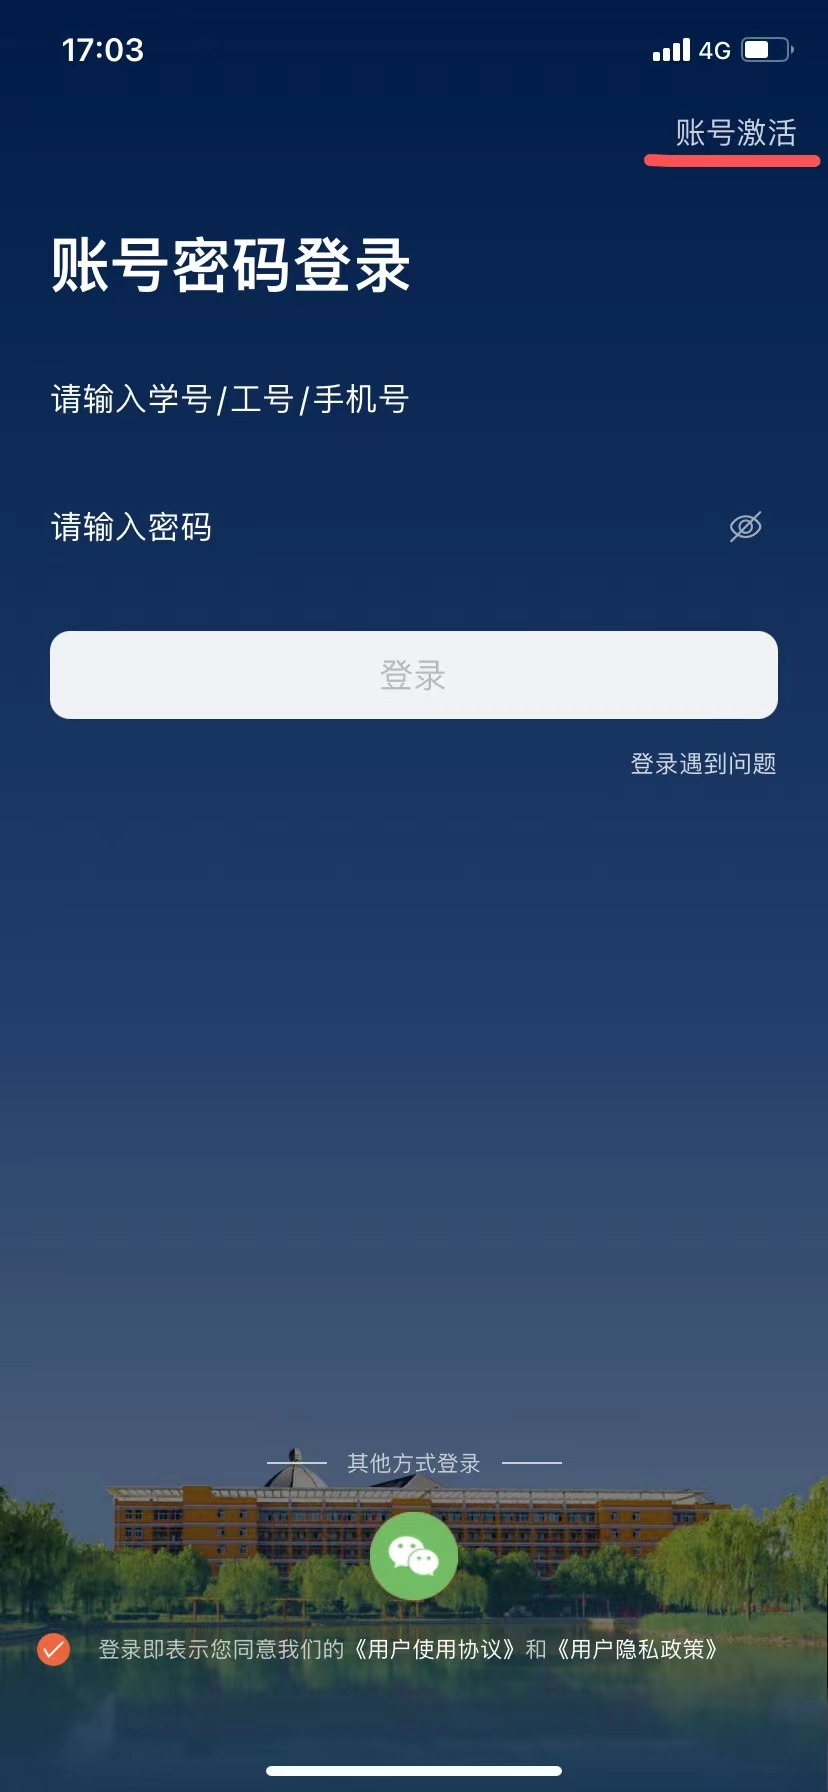 17:03
4G
账号激活
账号密码登录
请输入学号/工号/手机号
请输入密码
登录
登录遇到问题
其他方式登录
登录即表示您同意我们的《用户使用协议》和《用户隐私政策》